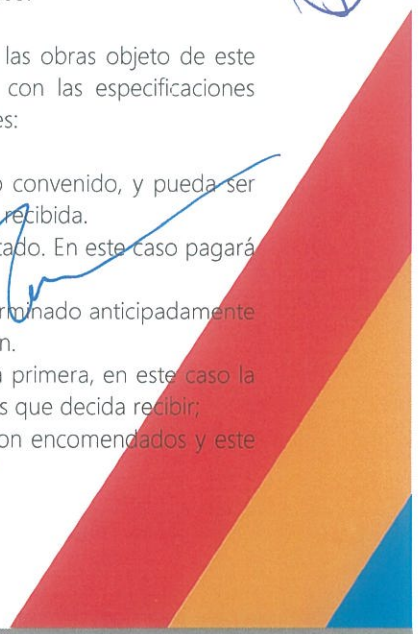 las obras objeto de este
con las especificaciones
es:
o convenido, y pueda ser
recibida.
tado. En este caso pagará
rminado anticipadamente
n.
a primera, en este caso la
s que decida recibir;
on encomendados y este